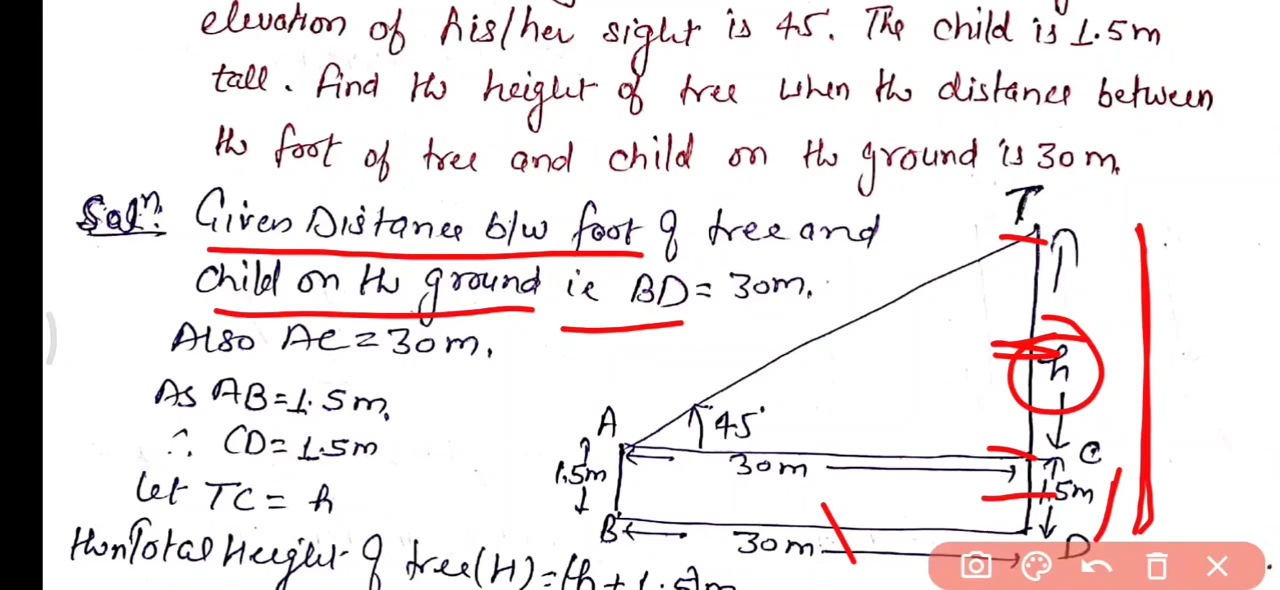 elevation of his/her sight is 45. The child is 1.5m
tall. find the height of tree when the distance between
the foot of tree and child on the ground is 30m.
Solⁿ: Given Distance b/w foot of tree and
child on the ground ie BD = 30m.
Also AC = 30m.
As AB = 1.5m.
∴ CD = 1.5m
let TC = h
Then Total Height of tree (H) = (h + 1.5)m
T
h
A
45°
C
30m
1.5m
1.5m
B
30m
D